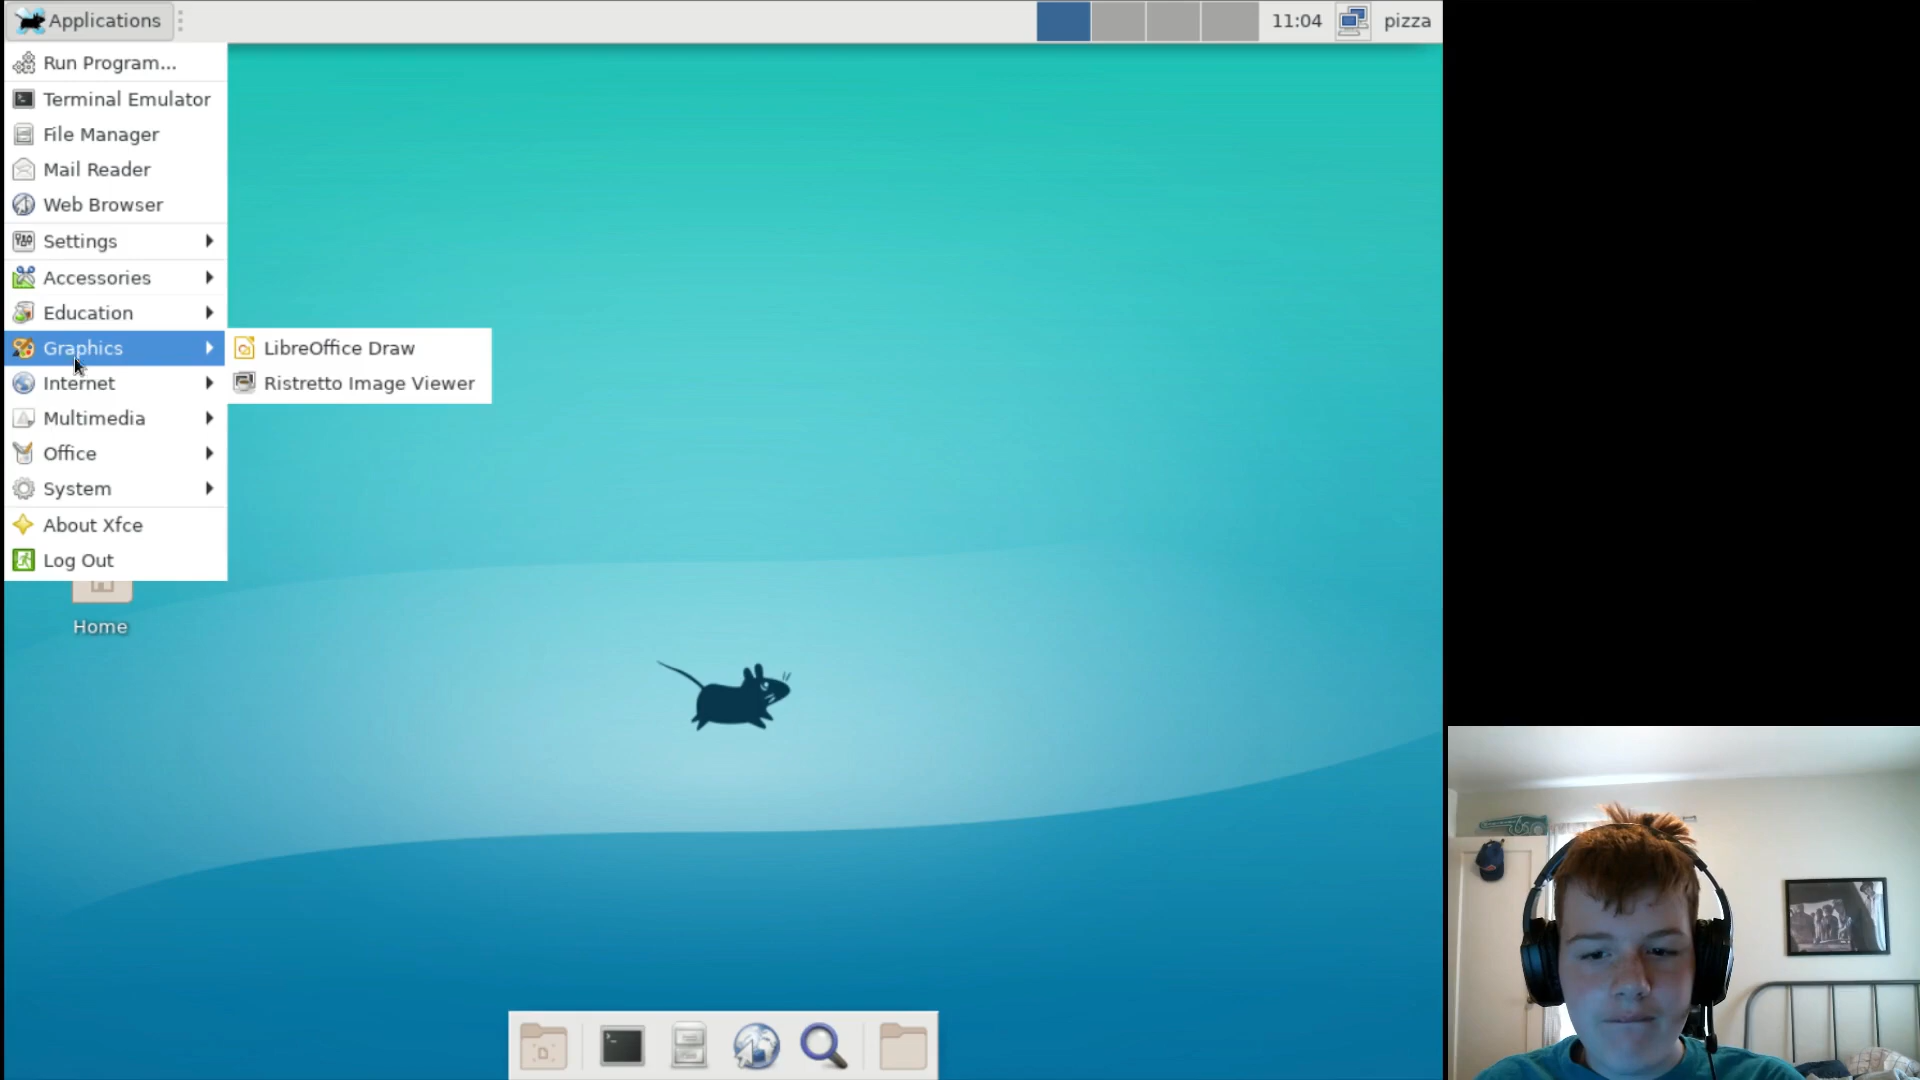 Applications
11:04
pizza
Run Program...
Terminal Emulator
File Manager
Mail Reader
Web Browser
Settings
Accessories
Education
Graphics
LibreOffice Draw
Internet
Ristretto Image Viewer
Multimedia
Office
System
About Xfce
Log Out
Home